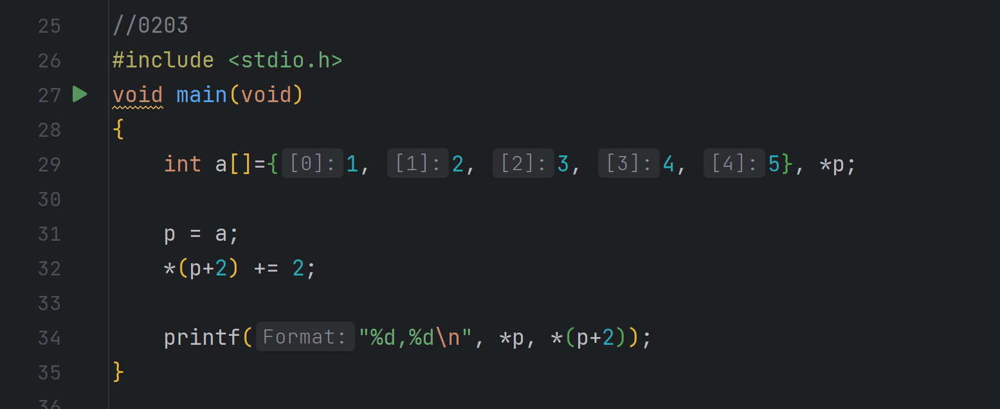 25 //0203
26 #include <stdio.h>
27 void main(void)
28 {
29 int a[]={[0]:1, [1]:2, [2]:3, [3]:4, [4]:5}, *p;
30
31 p = a;
32 *(p+2) += 2;
33
34 printf(Format:"%d,%d\n", *p, *(p+2));
35 }
36